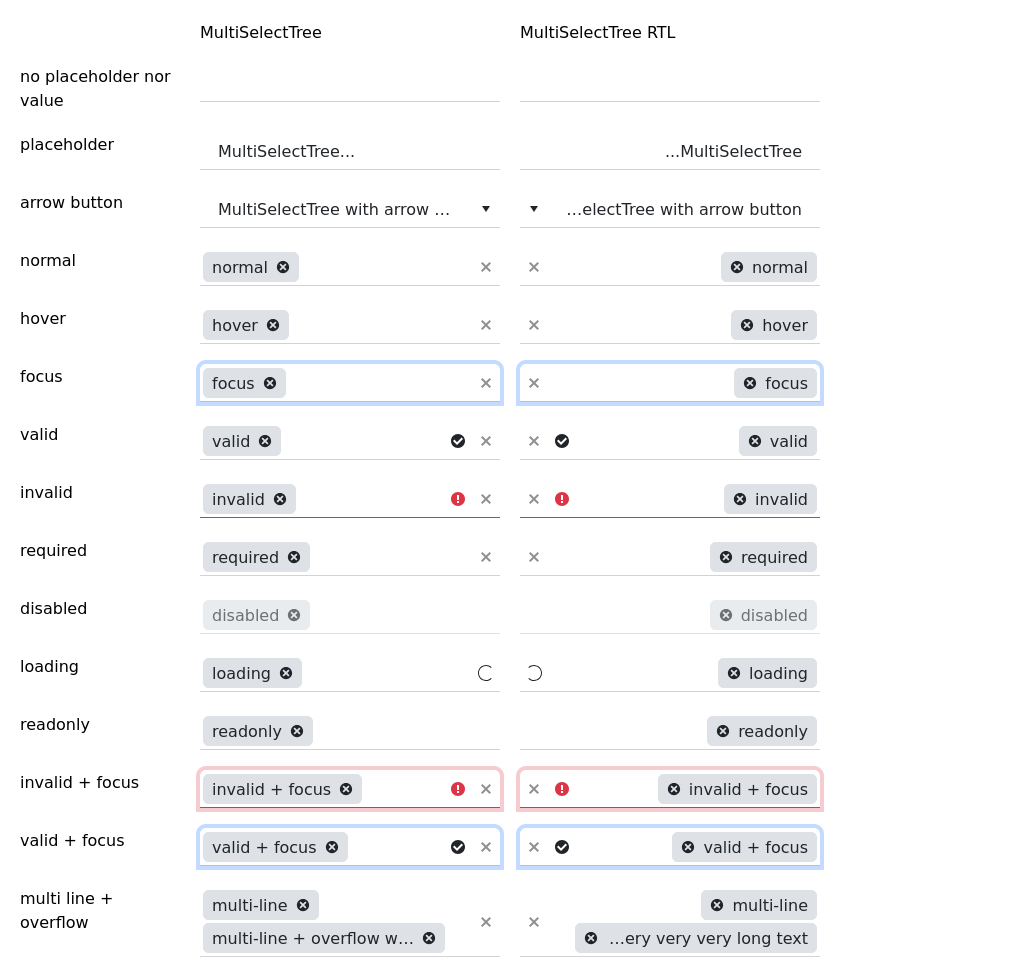 MultiSelectTree MultiSelectTree RTL
no placeholder nor
value
placeholder MultiSelectTree... ...MultiSelectTree
arrow button MultiSelectTree with arrow ... ...electTree with arrow button
normal normal normal
hover hover hover
focus focus focus
valid valid valid
invalid invalid invalid
required required required
disabled disabled disabled
loading loading loading
readonly readonly readonly
invalid + focus invalid + focus invalid + focus
valid + focus valid + focus valid + focus
multi line + multi-line multi-line
overflow multi-line + overflow w... ...ery very very long text